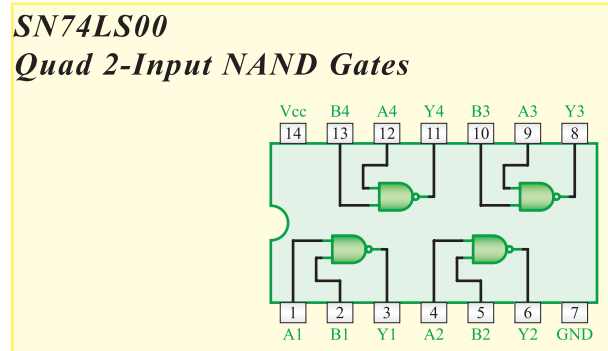 SN74LS00
Quad 2-Input NAND Gates
Vcc B4 A4 Y4 B3 A3 Y3
14 13 12 11 10 9 8
1 2 3 4 5 6 7
A1 B1 Y1 A2 B2 Y2 GND